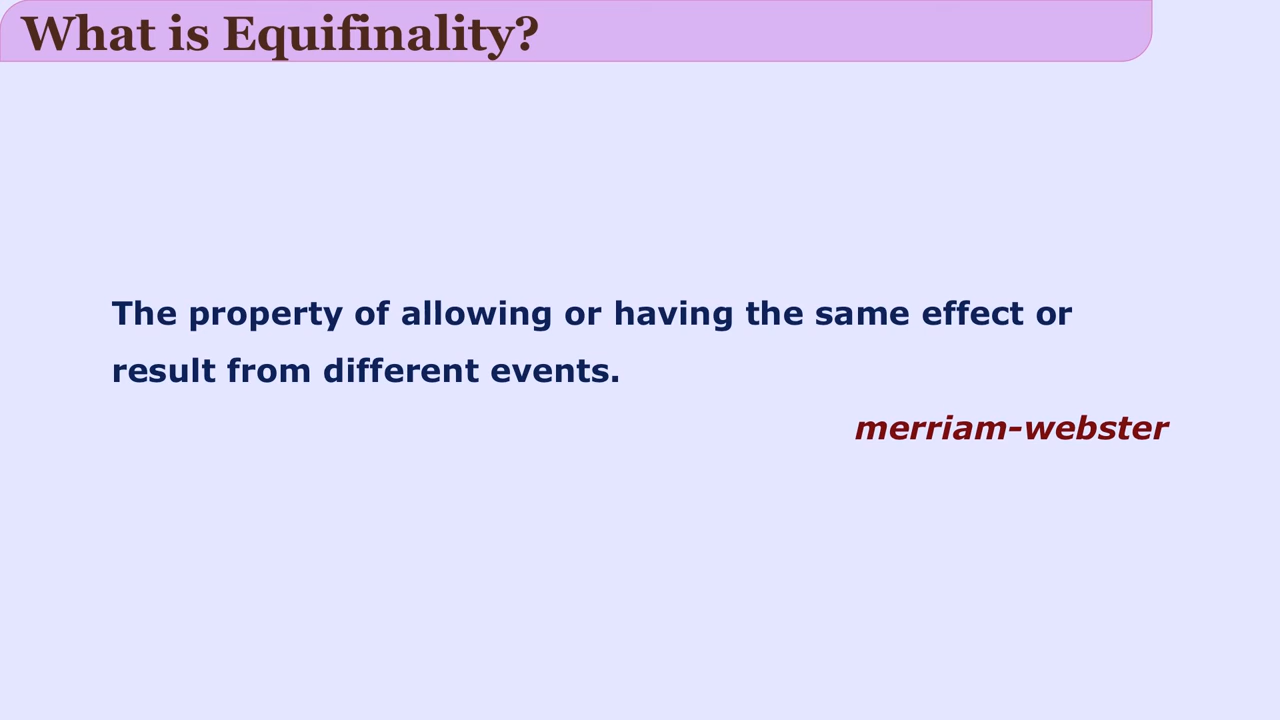 What is Equifinality?
The property of allowing or having the same effect or
result from different events.
merriam-webster